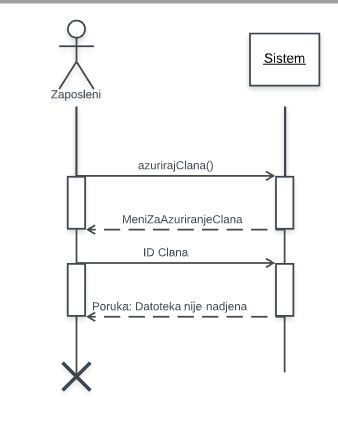 Zaposleni
Sistem
azurirajClana()
MeniZaAzuriranjeClana
ID Clana
Poruka: Datoteka nije nadjena